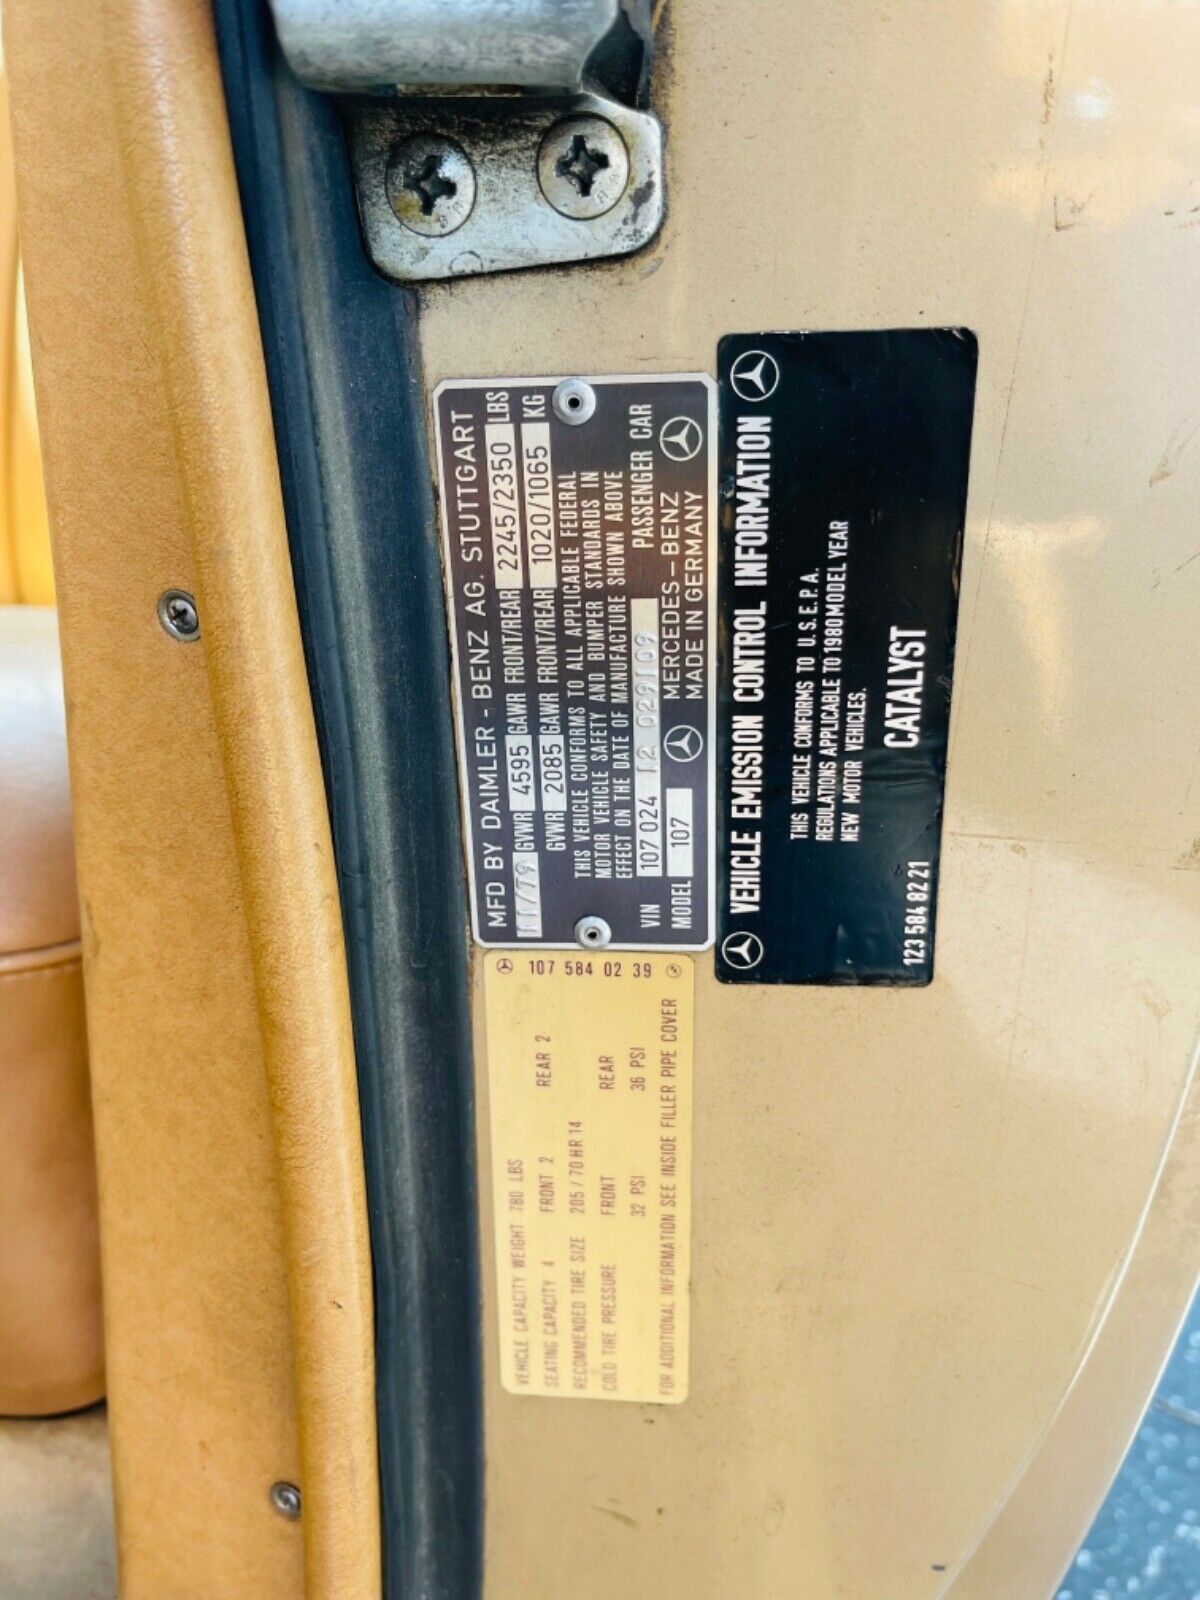 MFD BY DAIMLER - BENZ AG. STUTTGART
11/79 GVWR 4595 GAWR FRONT/REAR 2245/2350 LBS
GVWR 2085 GAWR FRONT/REAR 1020/1065 KG
THIS VEHICLE CONFORMS TO ALL APPLICABLE FEDERAL
MOTOR VEHICLE SAFETY AND BUMPER STANDARDS IN
EFFECT ON THE DATE OF MANUFACTURE SHOWN ABOVE
VIN 107 024 12 029109 PASSENGER CAR
MODEL 107 MERCEDES-BENZ
MADE IN GERMANY
VEHICLE EMISSION CONTROL INFORMATION
THIS VEHICLE CONFORMS TO U.S.E.P.A.
REGULATIONS APPLICABLE TO 1980 MODEL YEAR
NEW MOTOR VEHICLES.
CATALYST
123 584 82 21
107 584 02 39
VEHICLE CAPACITY WEIGHT 780 LBS
SEATING CAPACITY 4 FRONT 2 REAR 2
RECOMMENDED TIRE SIZE 205/70 HR 14
COLD TIRE PRESSURE FRONT REAR
32 PSI 36 PSI
FOR ADDITIONAL INFORMATION SEE INSIDE FILLER PIPE COVER